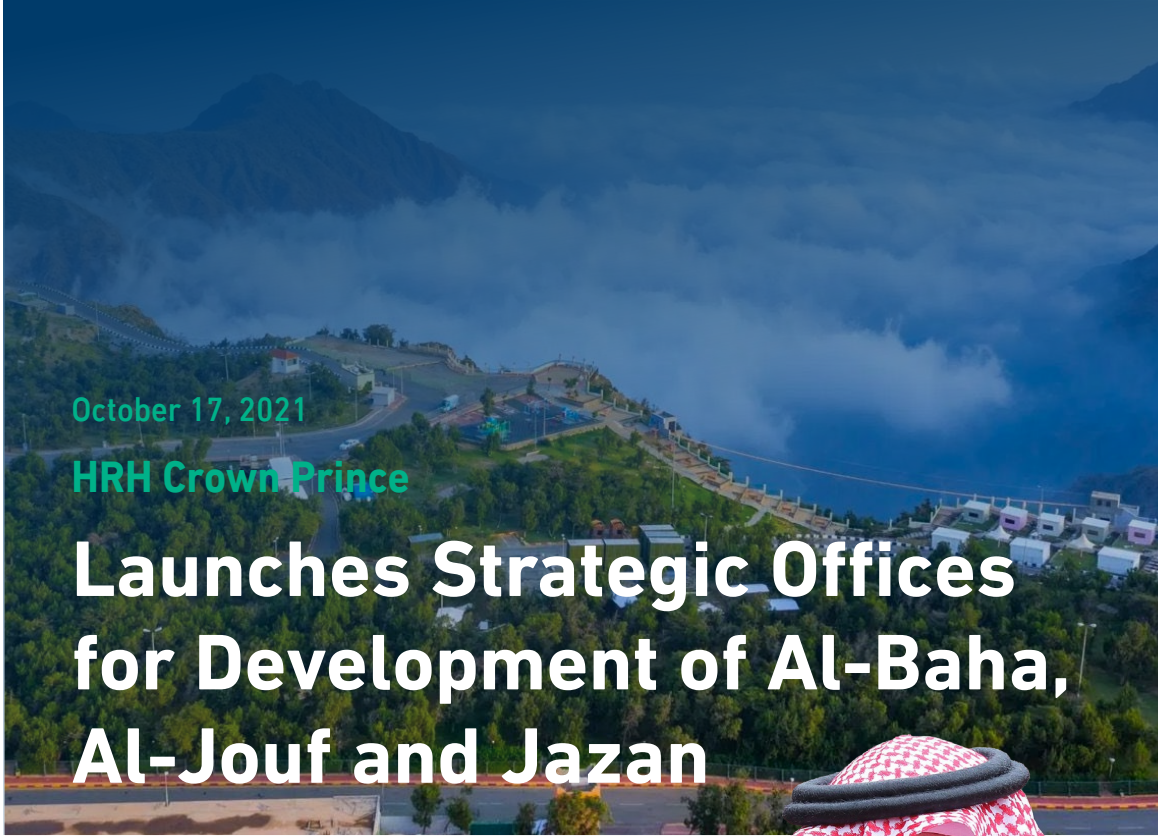 October 17, 2021
HRH Crown Prince
Launches Strategic Offices
for Development of Al-Baha,
Al-Jouf and Jazan